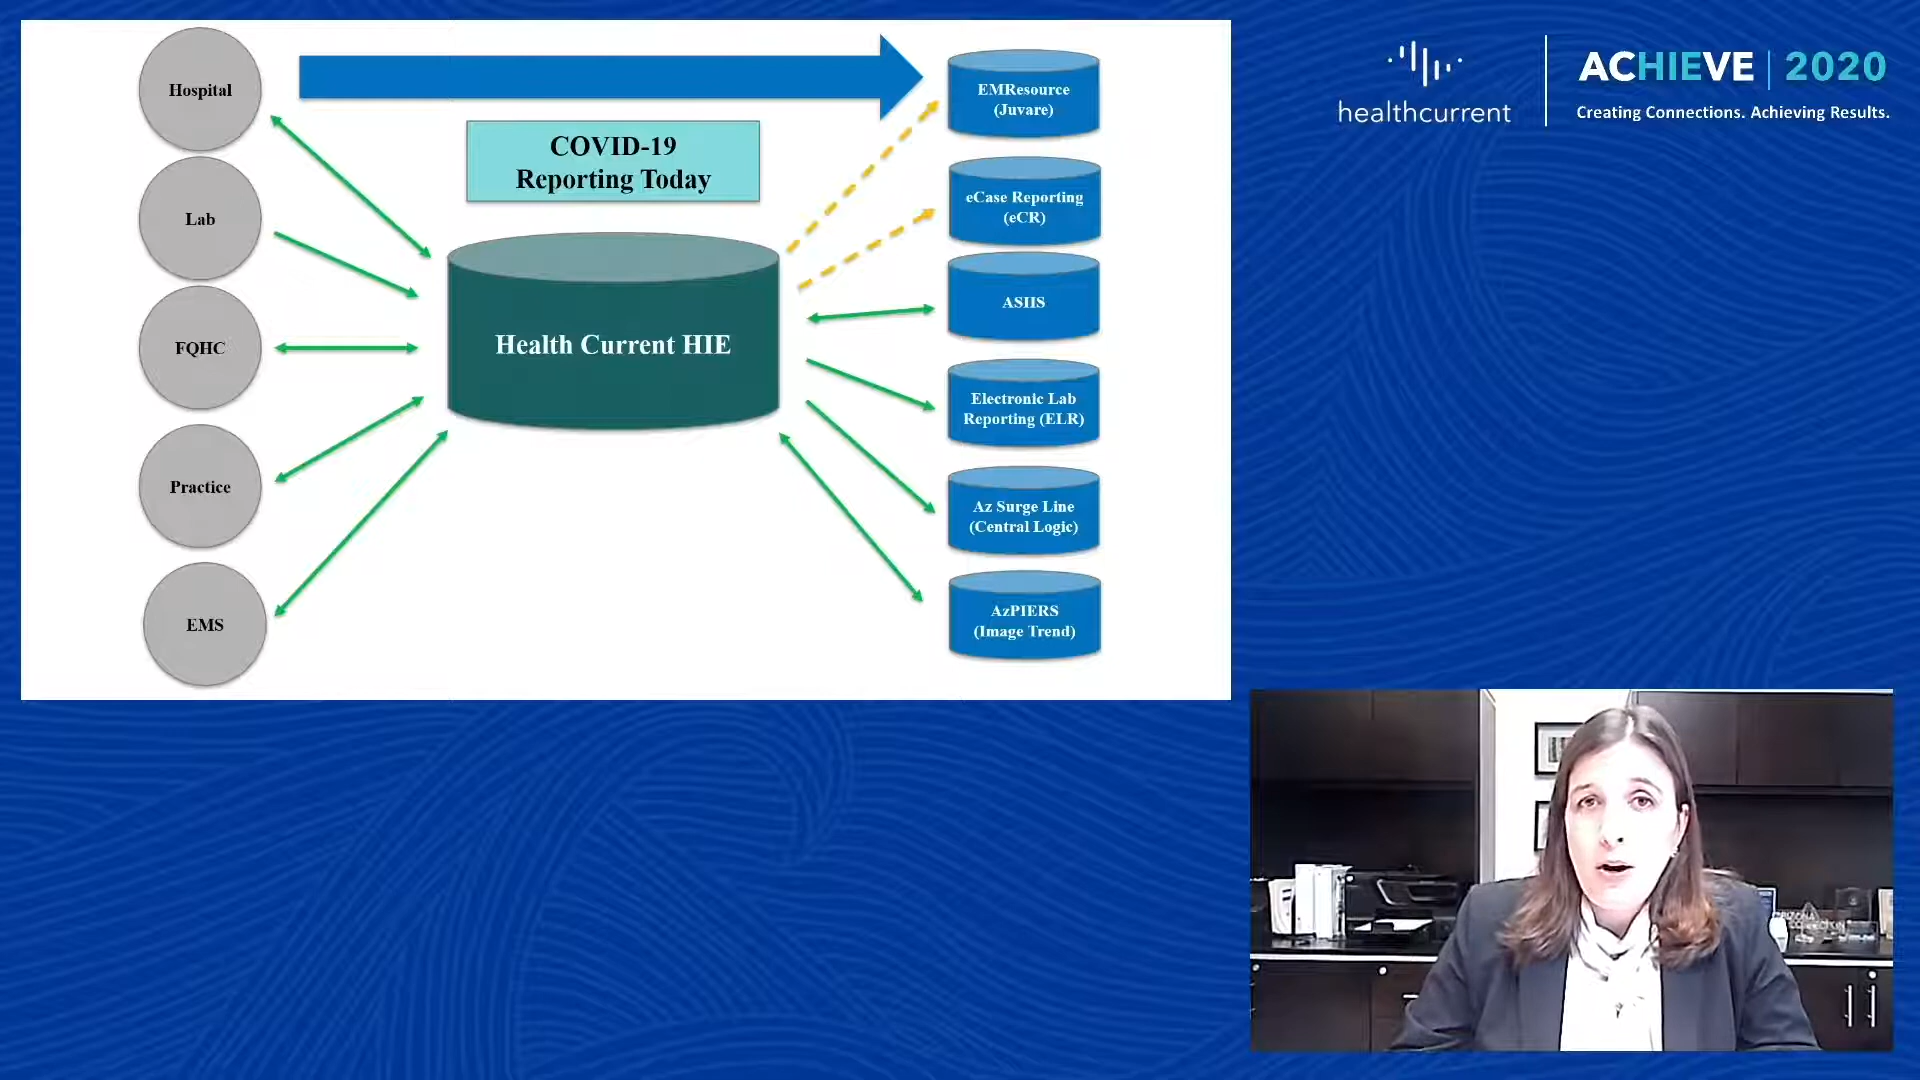 Hospital
Lab
FQHC
Practice
EMS
COVID-19
Reporting Today
Health Current HIE
EMResource
(Juvare)
eCase Reporting
(eCR)
ASIIS
Electronic Lab
Reporting (ELR)
Az Surge Line
(Central Logic)
AzPIERS
(Image Trend)
healthcurrent
ACHIEVE | 2020
Creating Connections. Achieving Results.